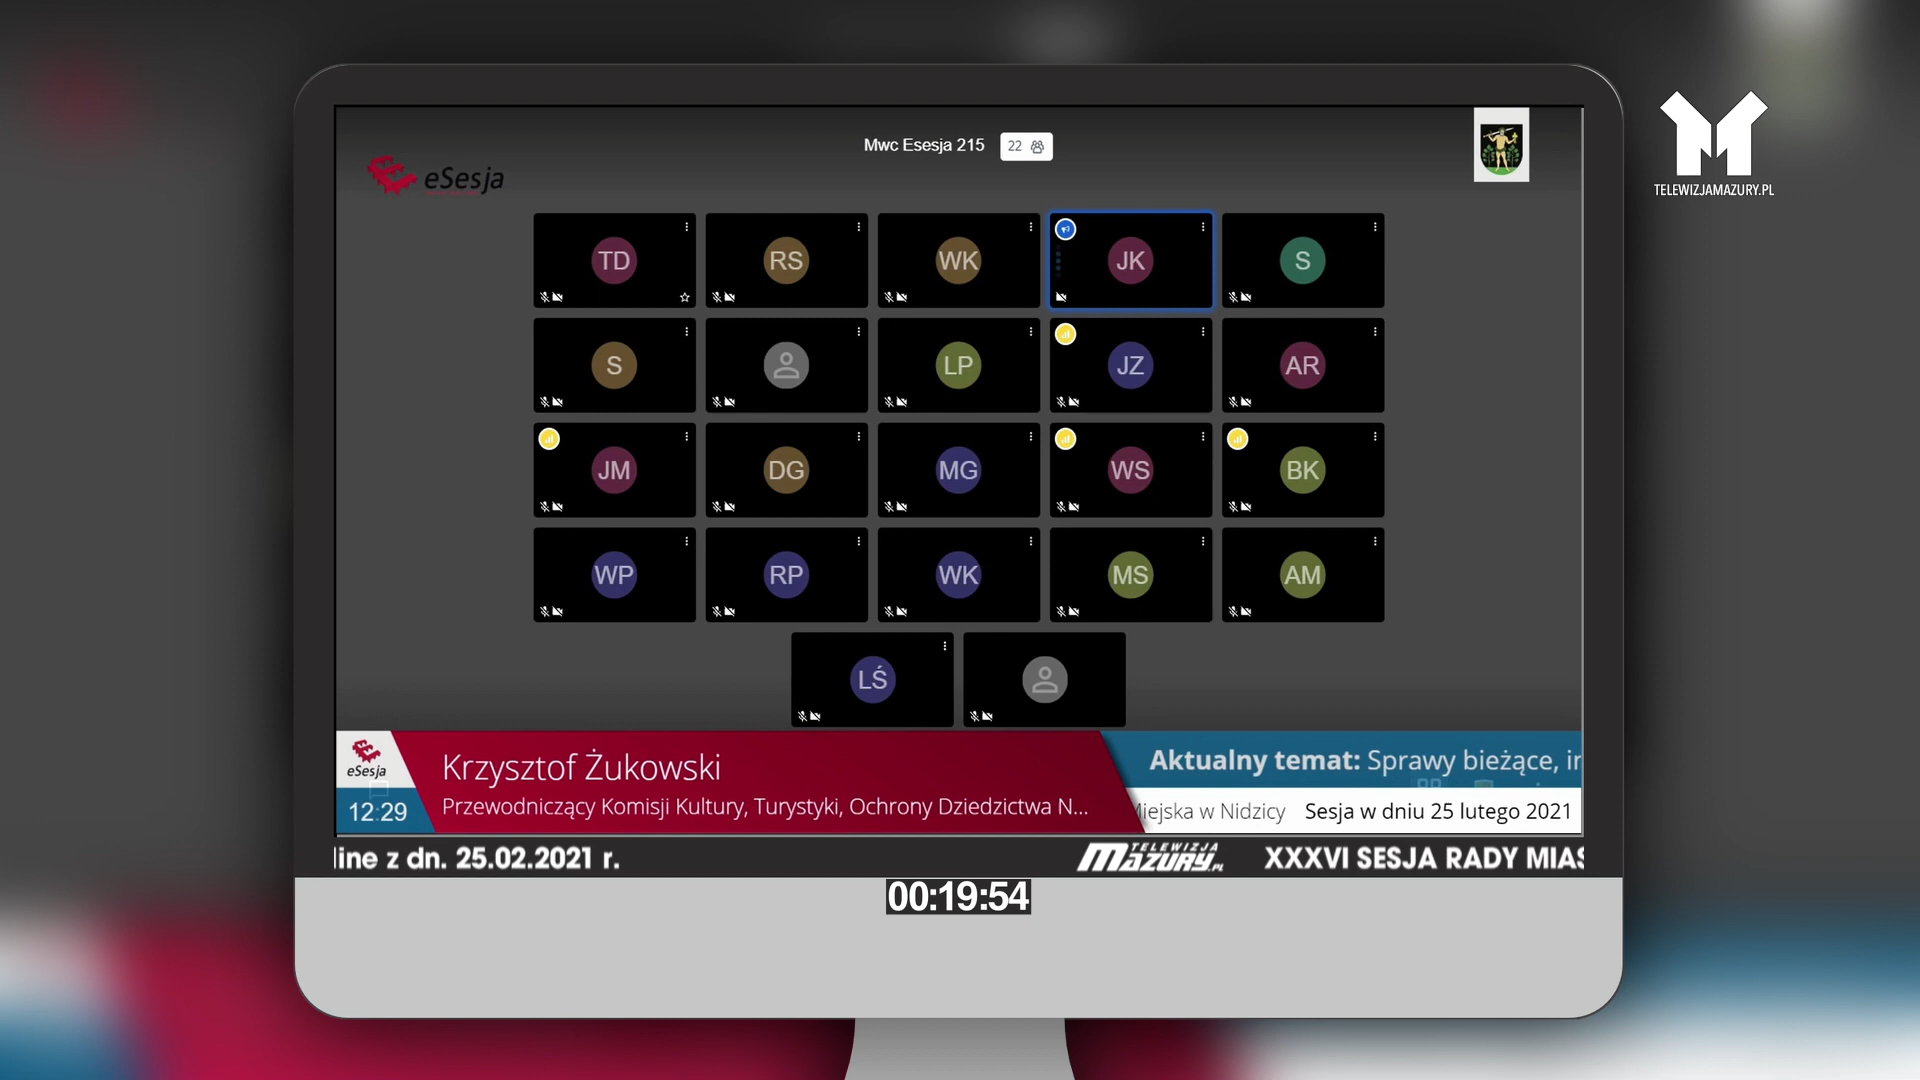 Mwc Esesja 215 22
eSesja
TELEWIZJAMAZURY.PL
TD RS WK JK S
S LP JZ AR
JM DG MG WS BK
WP RP WK MS AM
LŚ
eSesja
12:29
Krzysztof Żukowski
Przewodniczący Komisji Kultury, Turystyki, Ochrony Dziedzictwa N...
Aktualny temat: Sprawy bieżące, in
Miejska w Nidzicy Sesja w dniu 25 lutego 2021
line z dn. 25.02.2021 r. TELEWIZJA MAZURY.PL XXXVI SESJA RADY MIAS
00:19:54